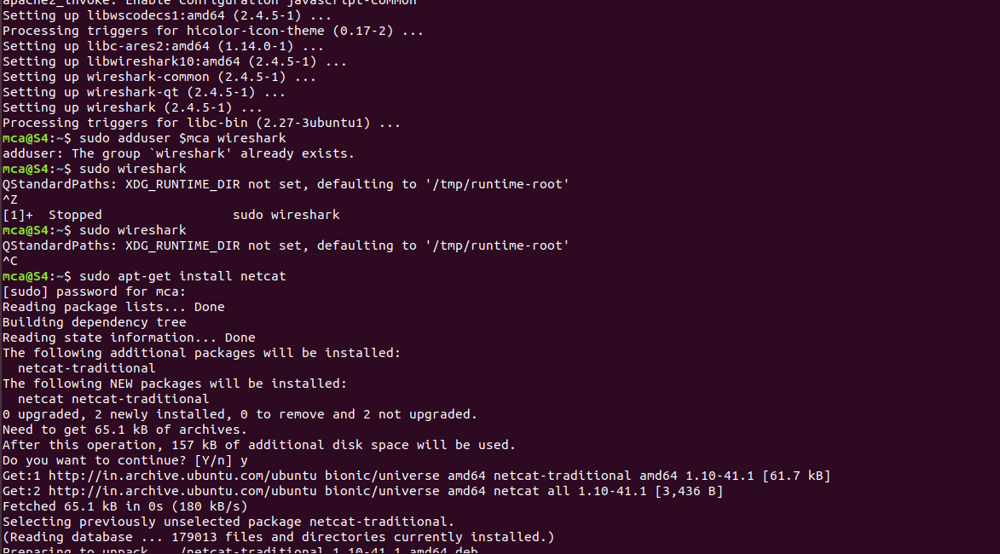 apache2_invoke: Enable configuration javascript-common
Setting up libwscodecs1:amd64 (2.4.5-1) ...
Processing triggers for hicolor-icon-theme (0.17-2) ...
Setting up libc-ares2:amd64 (1.14.0-1) ...
Setting up libwireshark10:amd64 (2.4.5-1) ...
Setting up wireshark-common (2.4.5-1) ...
Setting up wireshark-qt (2.4.5-1) ...
Setting up wireshark (2.4.5-1) ...
Processing triggers for libc-bin (2.27-3ubuntu1) ...
mca@S4:~$ sudo adduser $mca wireshark
adduser: The group `wireshark' already exists.
mca@S4:~$ sudo wireshark
QStandardPaths: XDG_RUNTIME_DIR not set, defaulting to '/tmp/runtime-root'
^Z
[1]+  Stopped                 sudo wireshark
mca@S4:~$ sudo wireshark
QStandardPaths: XDG_RUNTIME_DIR not set, defaulting to '/tmp/runtime-root'
^C
mca@S4:~$ sudo apt-get install netcat
[sudo] password for mca:
Reading package lists... Done
Building dependency tree
Reading state information... Done
The following additional packages will be installed:
  netcat-traditional
The following NEW packages will be installed:
  netcat netcat-traditional
0 upgraded, 2 newly installed, 0 to remove and 2 not upgraded.
Need to get 65.1 kB of archives.
After this operation, 157 kB of additional disk space will be used.
Do you want to continue? [Y/n] y
Get:1 http://in.archive.ubuntu.com/ubuntu bionic/universe amd64 netcat-traditional amd64 1.10-41.1 [61.7 kB]
Get:2 http://in.archive.ubuntu.com/ubuntu bionic/universe amd64 netcat all 1.10-41.1 [3,436 B]
Fetched 65.1 kB in 0s (180 kB/s)
Selecting previously unselected package netcat-traditional.
(Reading database ... 179013 files and directories currently installed.)
Preparing to unpack .../netcat-traditional_1.10-41.1_amd64.deb